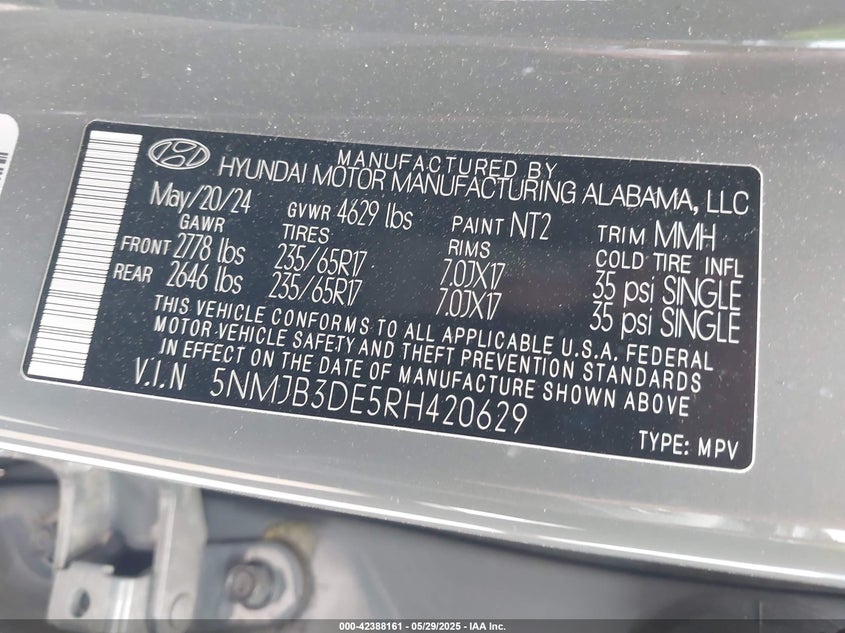 MANUFACTURED BY
HYUNDAI MOTOR MANUFACTURING ALABAMA, LLC
May/20/24 GVWR 4629 lbs PAINT NT2 TRIM MMH
GAWR TIRES RIMS COLD TIRE INFL
FRONT 2778 lbs 235/65R17 7.0JX17 35 psi SINGLE
REAR 2646 lbs 235/65R17 7.0JX17 35 psi SINGLE
THIS VEHICLE CONFORMS TO ALL APPLICABLE U.S.A. FEDERAL
MOTOR VEHICLE SAFETY AND THEFT PREVENTION STANDARDS
IN EFFECT ON THE DATE OF MANUFACTURE SHOWN ABOVE
V.I.N 5NMJB3DE5RH420629
TYPE: MPV
000-42388161 - 05/29/2025 - IAA Inc.